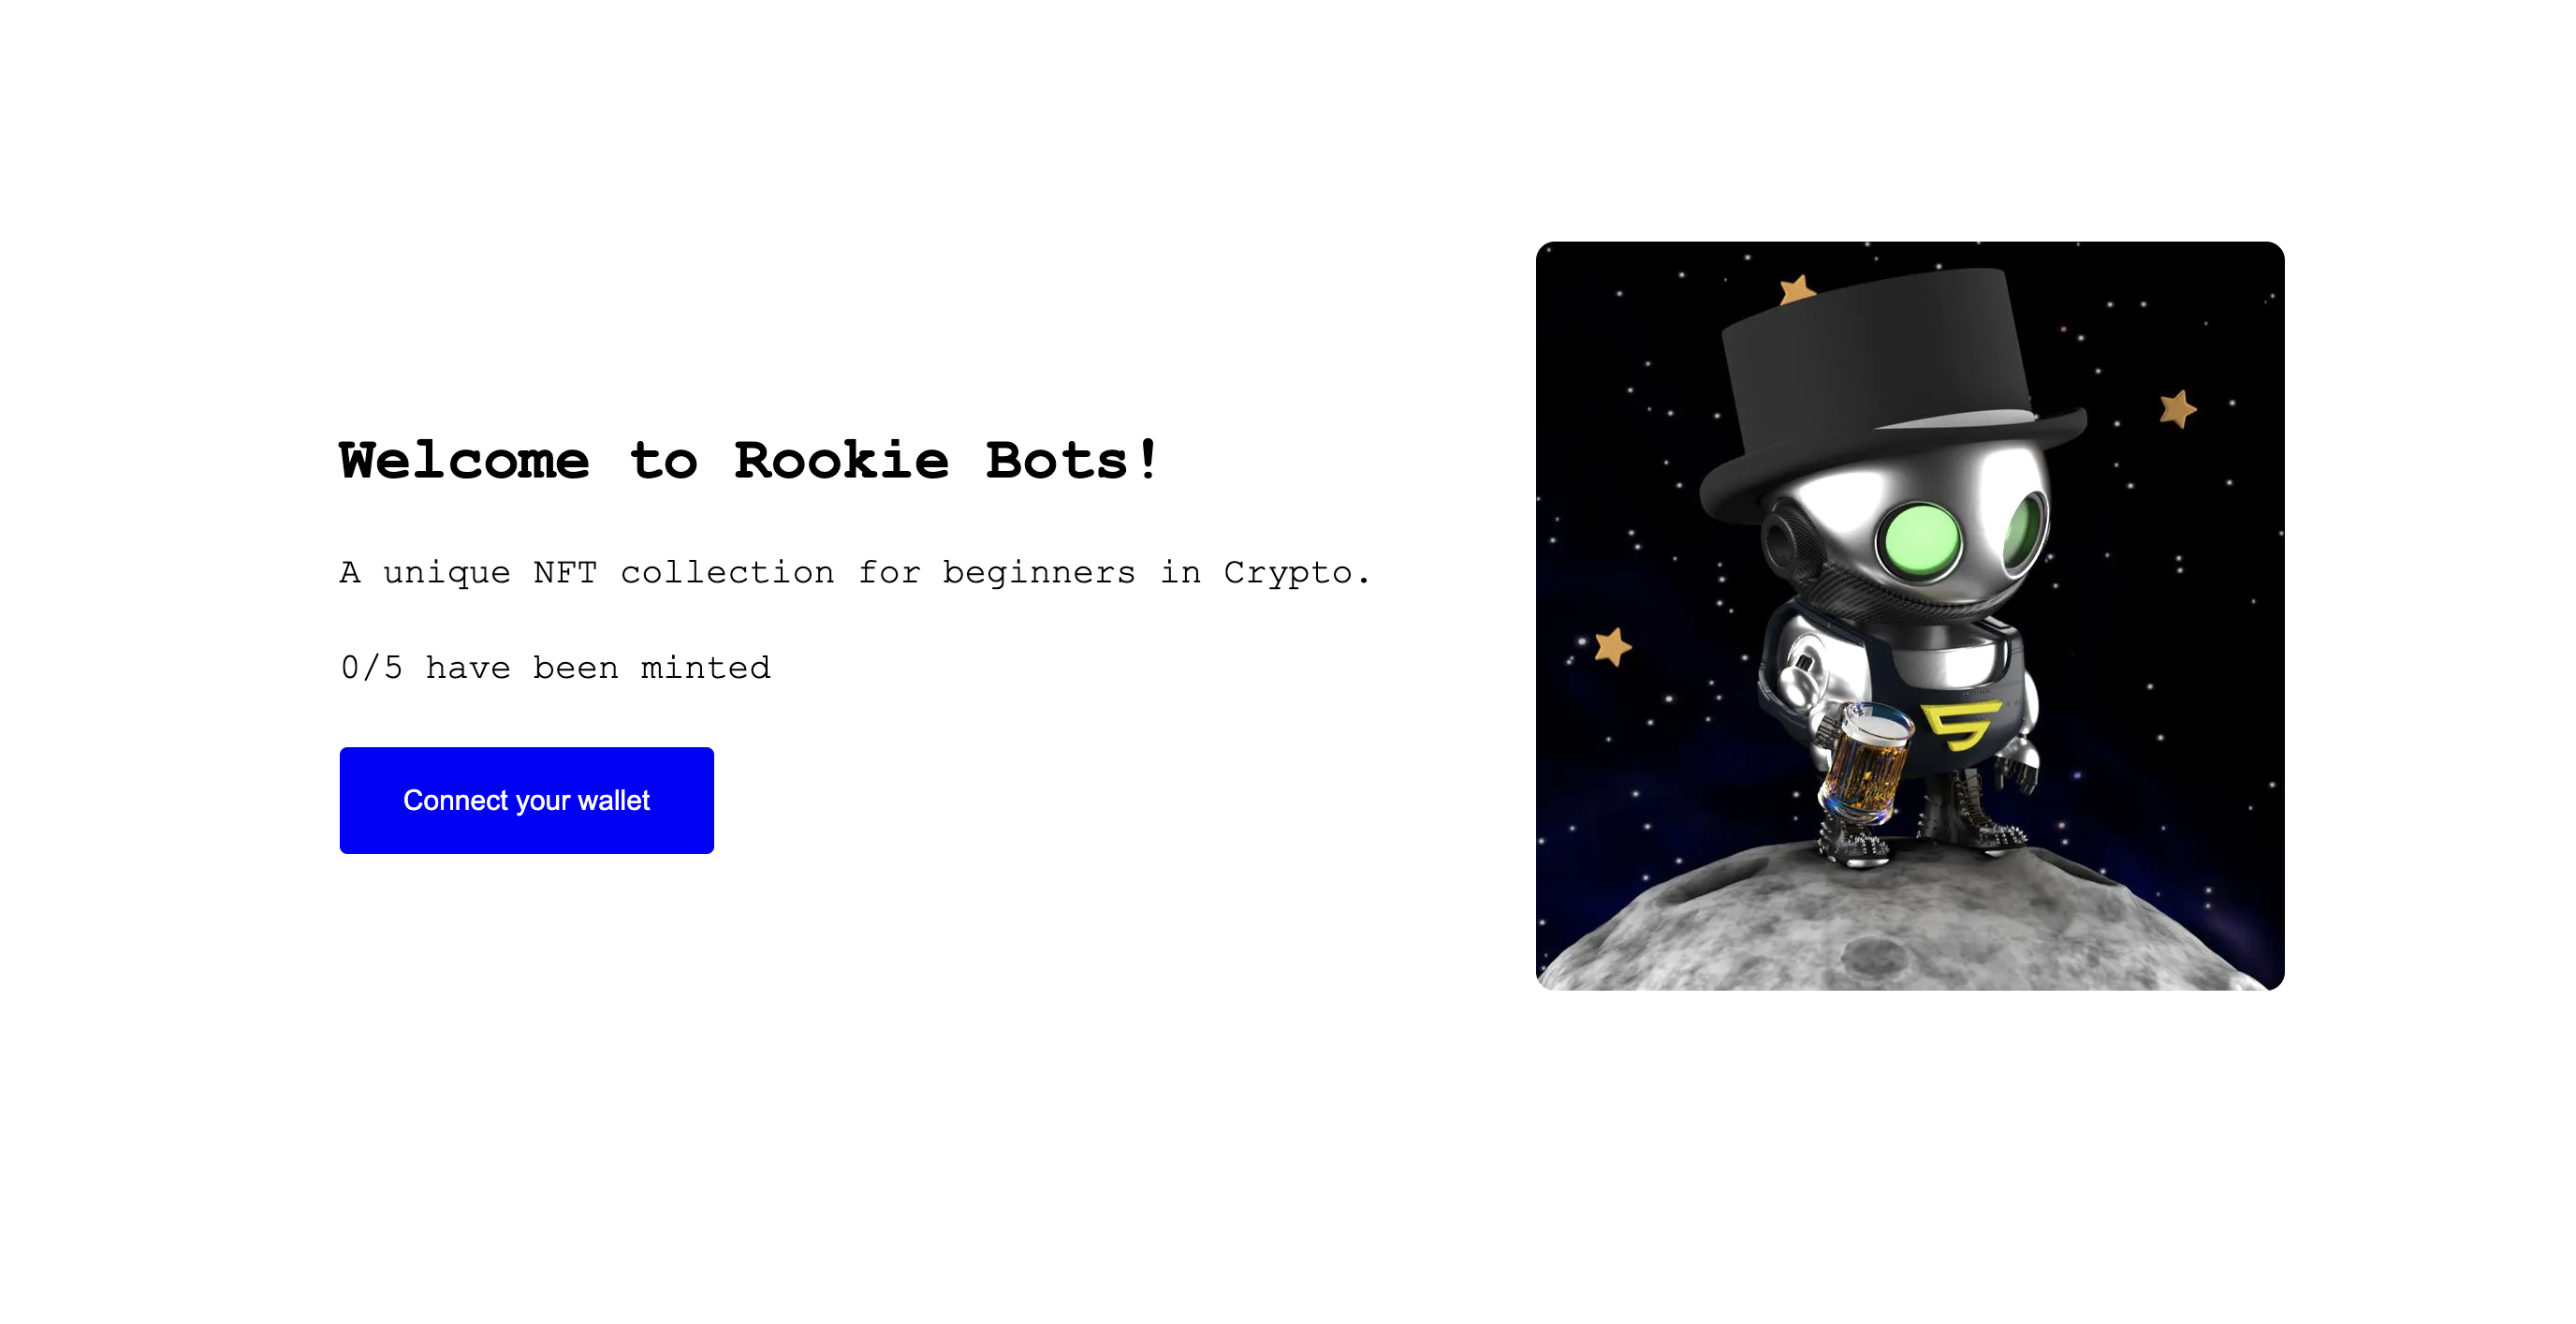 Welcome to Rookie Bots!
A unique NFT collection for beginners in Crypto.
0/5 have been minted
Connect your wallet